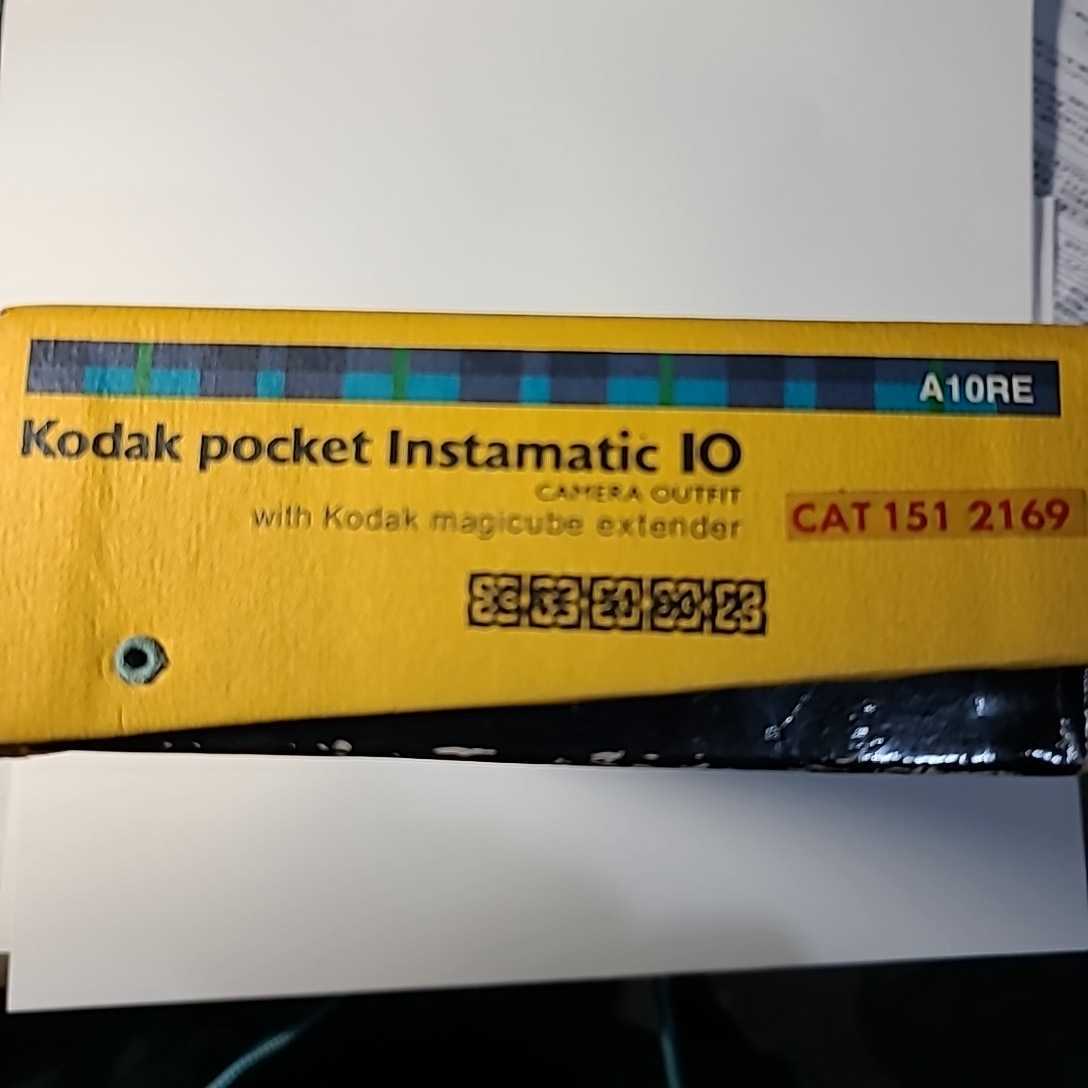 A10RE
Kodak pocket Instamatic 10
CAMERA OUTFIT
with Kodak magicube extender
CAT 151 2169